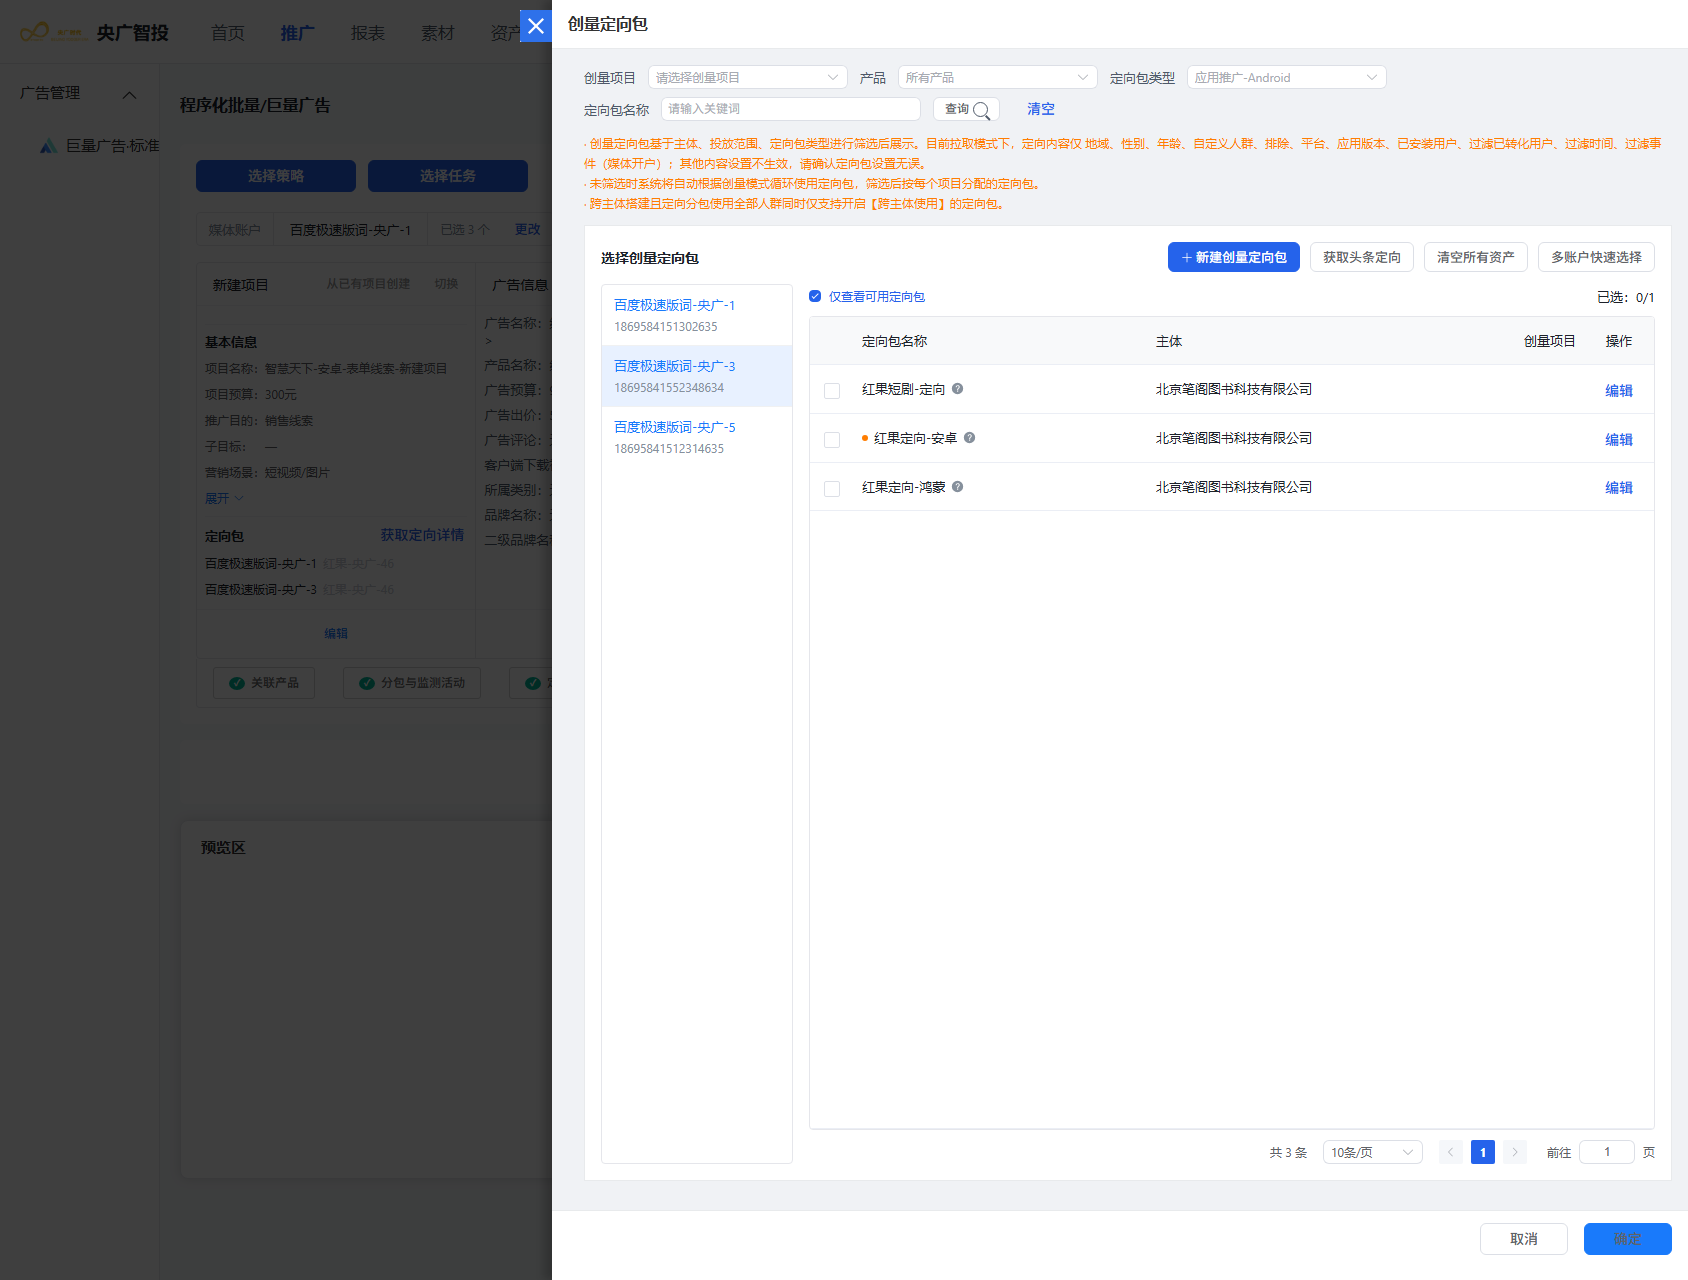 央广智投
首页
推广
报表
素材
资产
广告管理
巨量广告·标准
程序化批量/巨量广告
选择策略
选择任务
媒体账户
百度极速版词-央广-1
已选 3 个
更改
新建项目
从已有项目创建
切换
广告信息
基本信息
项目名称：智慧天下-安卓-表单线索-新建项目
项目预算：300元
推广目的：销售线索
子目标： —
营销场景：短视频/图片
展开
定向包
获取定向详情
百度极速版词-央广-1 红果-央广-46
百度极速版词-央广-3 红果-央广-46
编辑
广告名称：
>
产品名称：
广告预算：
广告出价：
广告评论：
客户端下载
所属类别：
品牌名称：
二级品牌名
关联产品
分包与监测活动
预览区
创量定向包
创量项目
请选择创量项目
产品
所有产品
定向包类型
应用推广-Android
定向包名称
请输入关键词
查询
清空
· 创量定向包基于主体、投放范围、定向包类型进行筛选后展示。目前拉取模式下，定向内容仅 地域、性别、年龄、自定义人群、排除、平台、应用版本、已安装用户、过滤已转化用户、过滤时间、过滤事
件（媒体开户）；其他内容设置不生效，请确认定向包设置无误。
· 未筛选时系统将自动根据创量模式循环使用定向包，筛选后按每个项目分配的定向包。
· 跨主体搭建且定向分包使用全部人群同时仅支持开启【跨主体使用】的定向包。
选择创量定向包
新建创量定向包
获取头条定向
清空所有资产
多账户快速选择
百度极速版词-央广-1
1869584151302635
百度极速版词-央广-3
18695841552348634
百度极速版词-央广-5
18695841512314635
仅查看可用定向包
已选：0/1
定向包名称
主体
创量项目
操作
红果短剧-定向
北京笔阁图书科技有限公司
编辑
红果定向-安卓
北京笔阁图书科技有限公司
编辑
红果定向-鸿蒙
北京笔阁图书科技有限公司
编辑
共 3 条
10条/页
1
前往
1
页
取消
确定